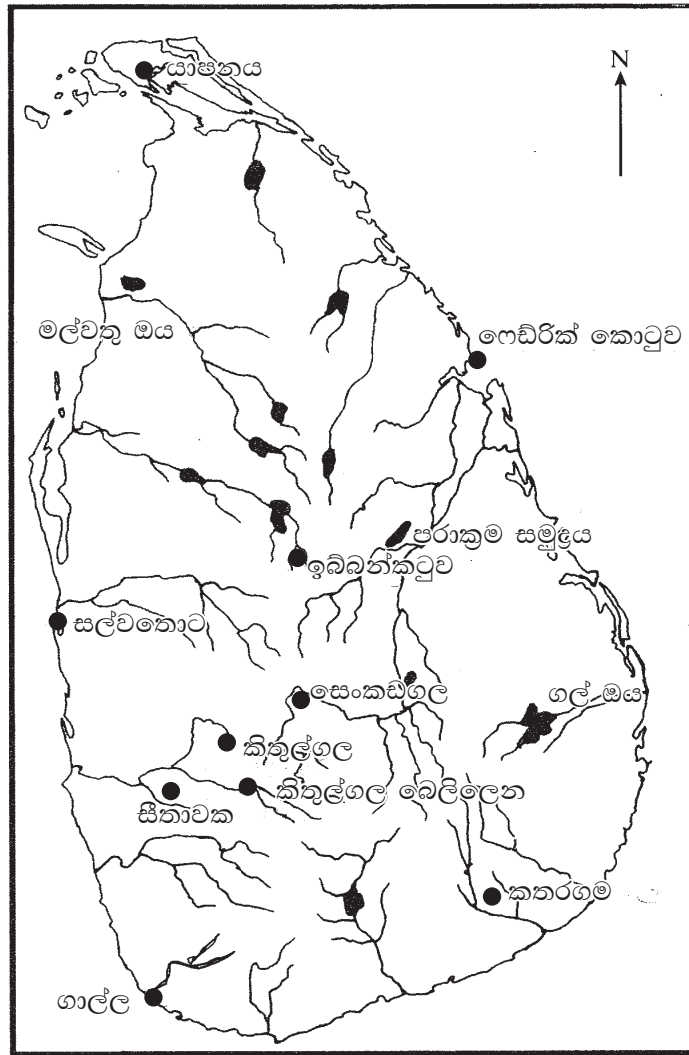 යාපනය
N
මල්වතු ඔය
ෆෙඩ්රික් කොටුව
පරාක්‍රම සමුද්‍රය
ඉබ්බන්කටුව
සල්වතොට
සෙංකඩගල
ගල් ඔය
කිතුල්ගල
කිතුල්ගල බෙලිලෙන
සීතාවක
කතරගම
ගාල්ල